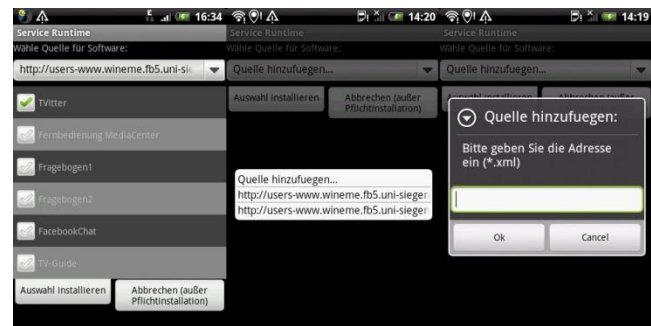 16:34
Service Runtime
Wähle Quelle für Software:
http://users-www.wineme.fb5.uni-si
TVitter
Fernbedienung MediaCenter
Fragebogen1
Fragebogen2
FacebookChat
TV-Guide
Auswahl installieren
Abbrechen (außer
Pflichtinstallation)
14:20
Service Runtime
Wähle Quelle für Software:
Quelle hinzufuegen...
Auswahl installieren
Abbrechen (außer
Pflichtinstallation)
Quelle hinzufuegen...
http://users-www.wineme.fb5.uni-siegen
http://users-www.wineme.fb5.uni-siegen
14:19
Service Runtime
Wähle Quelle für Software:
Quelle hinzufuegen...
Quelle hinzufuegen:
Bitte geben Sie die Adresse
ein (*.xml)
Ok
Cancel